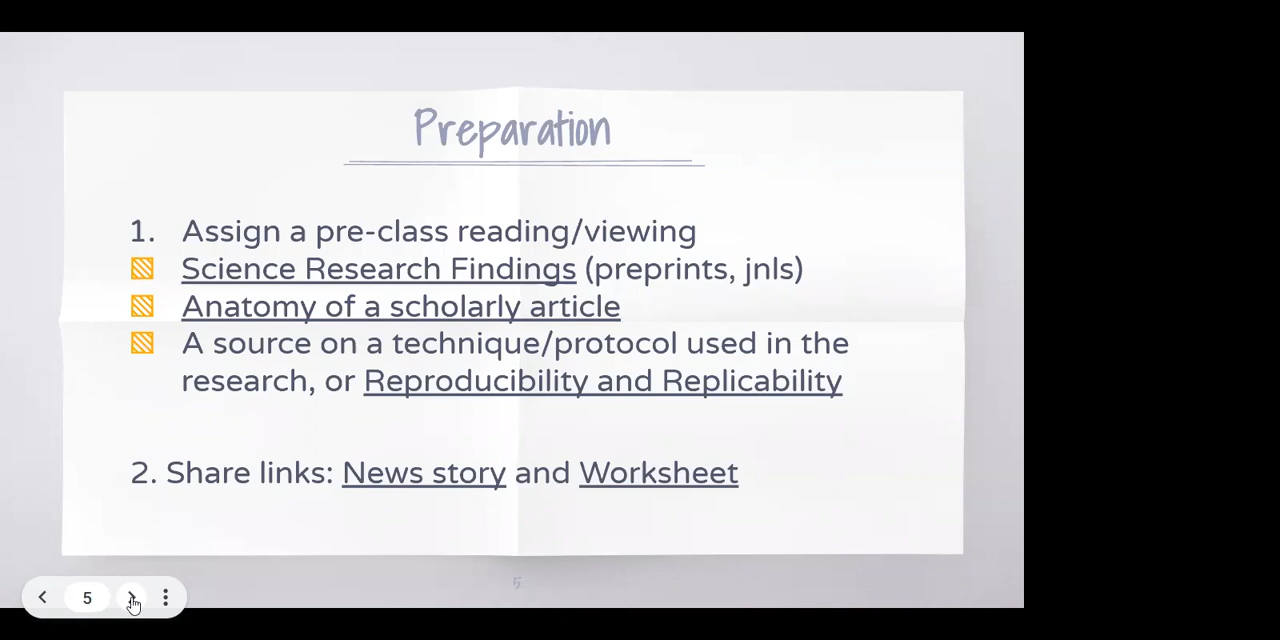 Preparation
1. Assign a pre-class reading/viewing
Science Research Findings (preprints, jnls)
Anatomy of a scholarly article
A source on a technique/protocol used in the
research, or Reproducibility and Replicability
2. Share links: News story and Worksheet
5
5